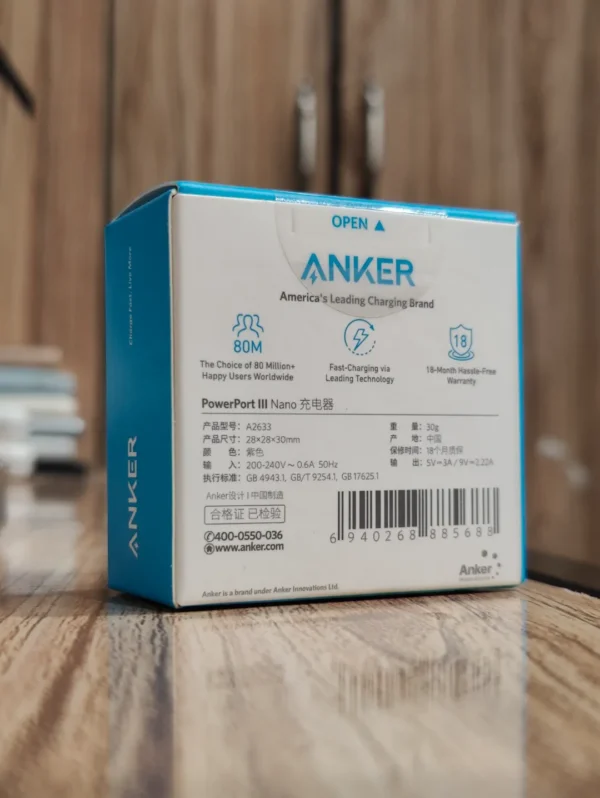 OPEN ▲
ANKER
America's Leading Charging Brand
80M
The Choice of 80 Million+
Happy Users Worldwide
Fast-Charging via
Leading Technology
18
18-Month Hassle-Free
Warranty
PowerPort III Nano 充电器
产品型号: A2633
产品尺寸: 28×28×30mm
颜 色: 紫色
输 入: 200-240V ~ 0.6A 50Hz
执行标准: GB 4943.1, GB/T 9254.1, GB 17625.1
重 量: 30g
产 地: 中国
保修时间: 18个月质保
输 出: 5V⎓3A / 9V⎓2.22A
Anker设计 | 中国制造
合格证 已检验
400-0550-036
www.anker.com
6 940268 885688
Anker
Anker is a brand under Anker Innovations Ltd.
Change Fast. Live More
ANKER